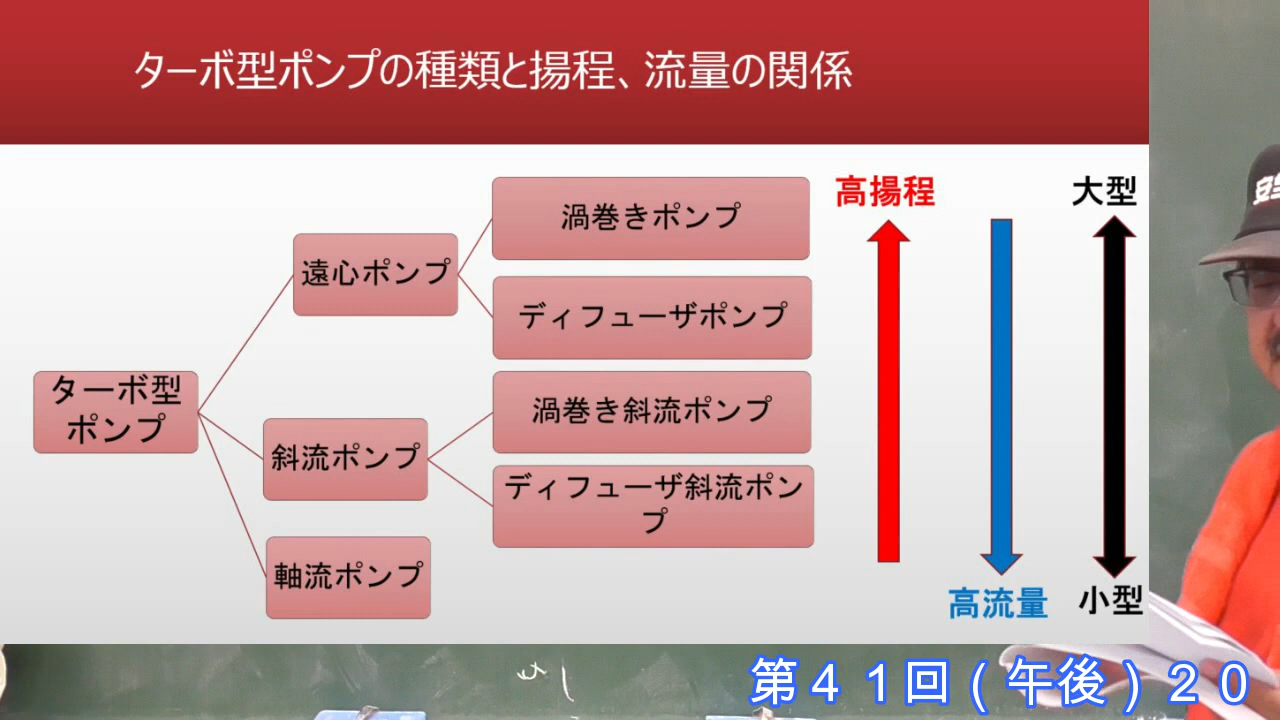 ターボ型ポンプの種類と揚程、流量の関係
高揚程
大型
渦巻きポンプ
遠心ポンプ
ディフューザポンプ
ターボ型
ポンプ
渦巻き斜流ポンプ
斜流ポンプ
ディフューザ斜流ポン
プ
軸流ポンプ
高流量
小型
第41回(午後)20